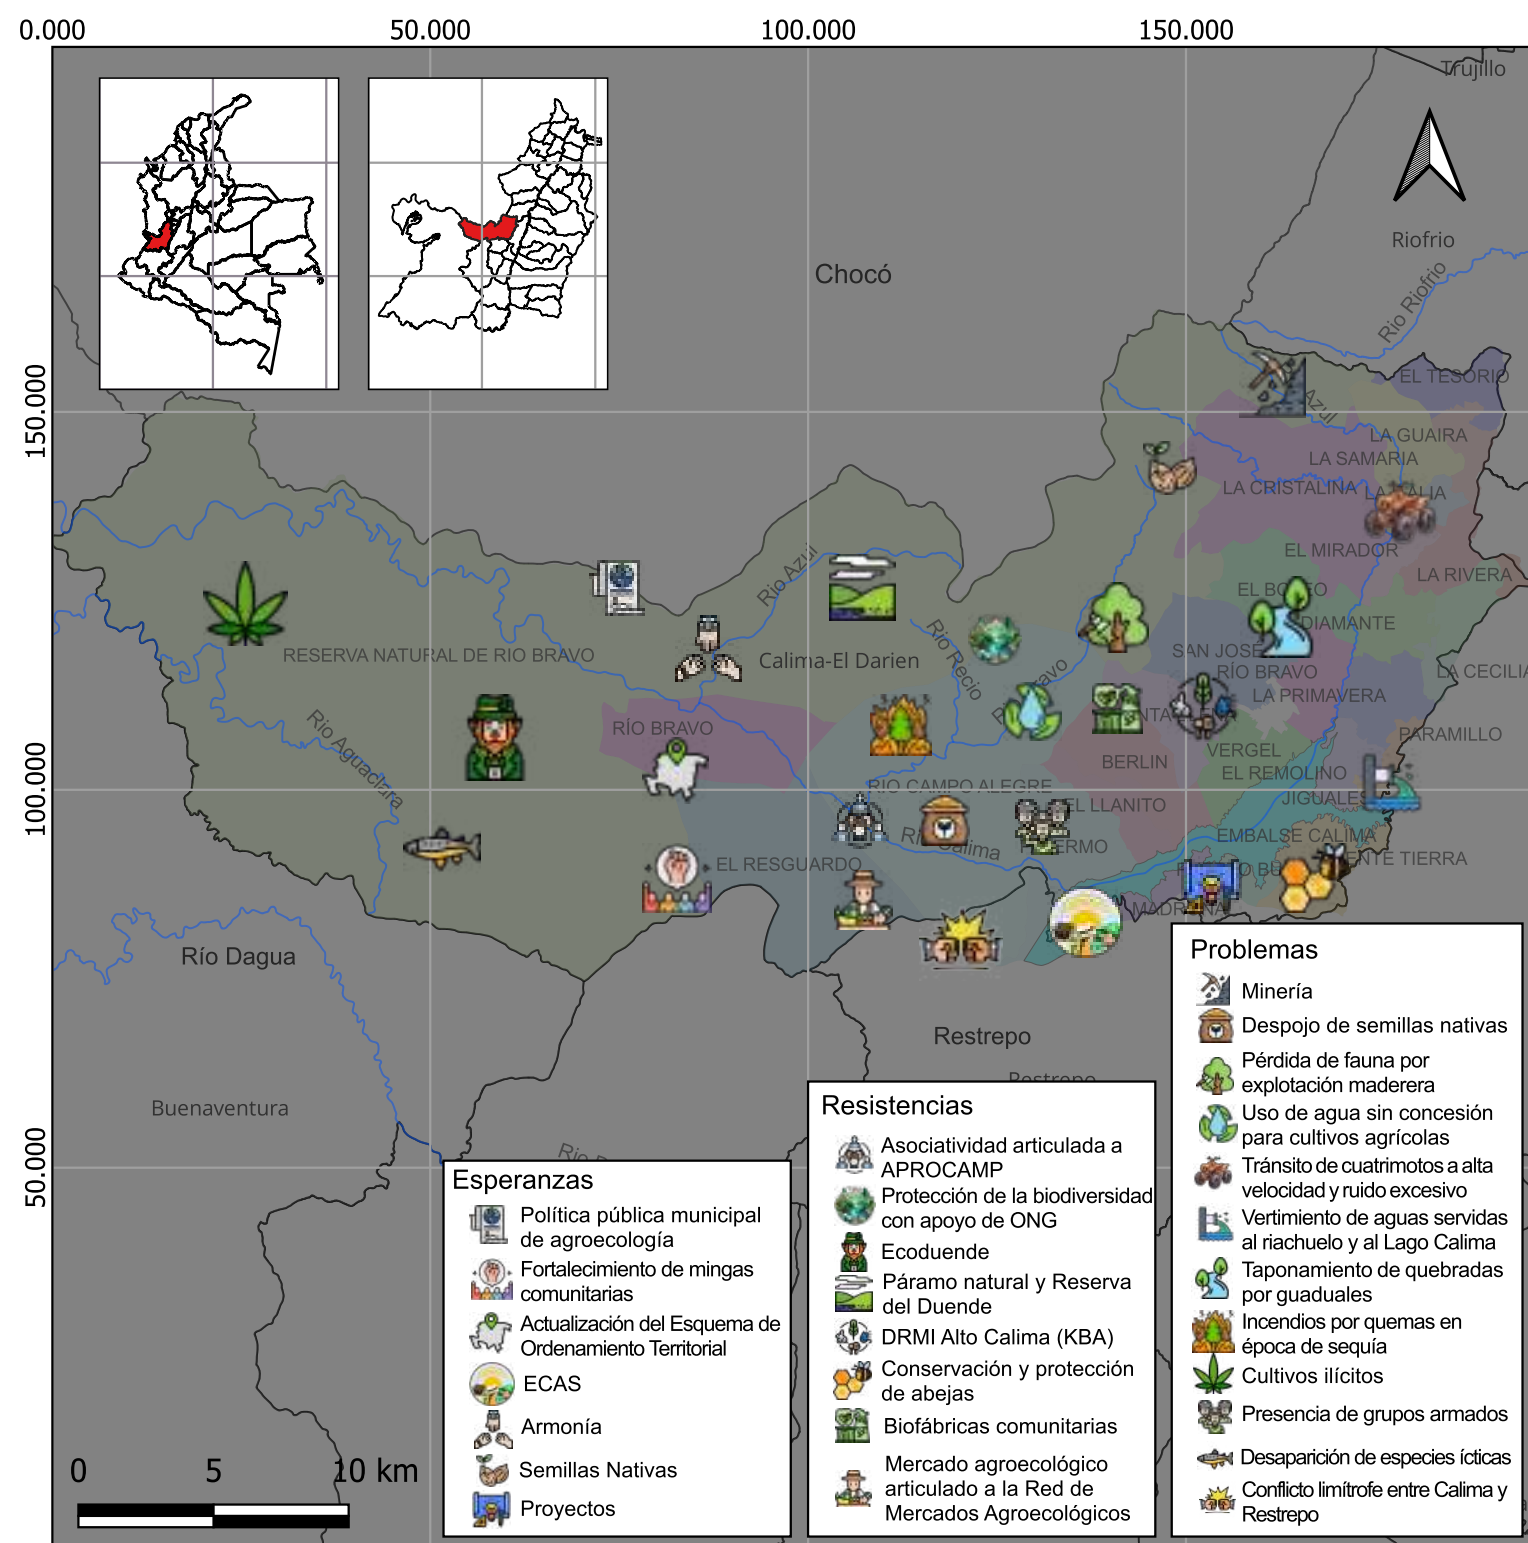 0.000
50.000
100.000
150.000
Trujillo
Riofrio
Rio Riofrio
Chocó
150.000
100.000
50.000
EL TESORIO
Azul
LA GUAIRA
LA SAMARIA
LA CRISTALINA
EL MIRADOR
LA RIVERA
DIAMANTE
Rio Azul
RESERVA NATURAL DE RIO BRAVO
Calima-El Darien
Rio Recio
SAN JOSE
RÍO BRAVO
LA CECILIA
LA PRIMAVERA
Rio Aguaclara
RÍO BRAVO
BERLIN
VERGEL
PARAMILLO
EL REMOLINO
RIO CAMPO ALEGRE
EL LLANITO
JIGUALES
EMBALSE CALIMA
Calima
EL RESGUARDO
Río Dagua
Restrepo
Restrepo
Buenaventura
Esperanzas
Política pública municipal
de agroecología
Fortalecimiento de mingas
comunitarias
Actualización del Esquema de
Ordenamiento Territorial
ECAS
Armonía
Semillas Nativas
Proyectos
Resistencias
Asociatividad articulada a
APROCAMP
Protección de la biodiversidad
con apoyo de ONG
Ecoduende
Páramo natural y Reserva
del Duende
DRMI Alto Calima (KBA)
Conservación y protección
de abejas
Biofábricas comunitarias
Mercado agroecológico
articulado a la Red de
Mercados Agroecológicos
Problemas
Minería
Despojo de semillas nativas
Pérdida de fauna por
explotación maderera
Uso de agua sin concesión
para cultivos agrícolas
Tránsito de cuatrimotos a alta
velocidad y ruido excesivo
Vertimiento de aguas servidas
al riachuelo y al Lago Calima
Taponamiento de quebradas
por guaduales
Incendios por quemas en
época de sequía
Cultivos ilícitos
Presencia de grupos armados
Desaparición de especies ícticas
Conflicto limítrofe entre Calima y
Restrepo
0 5 10 km